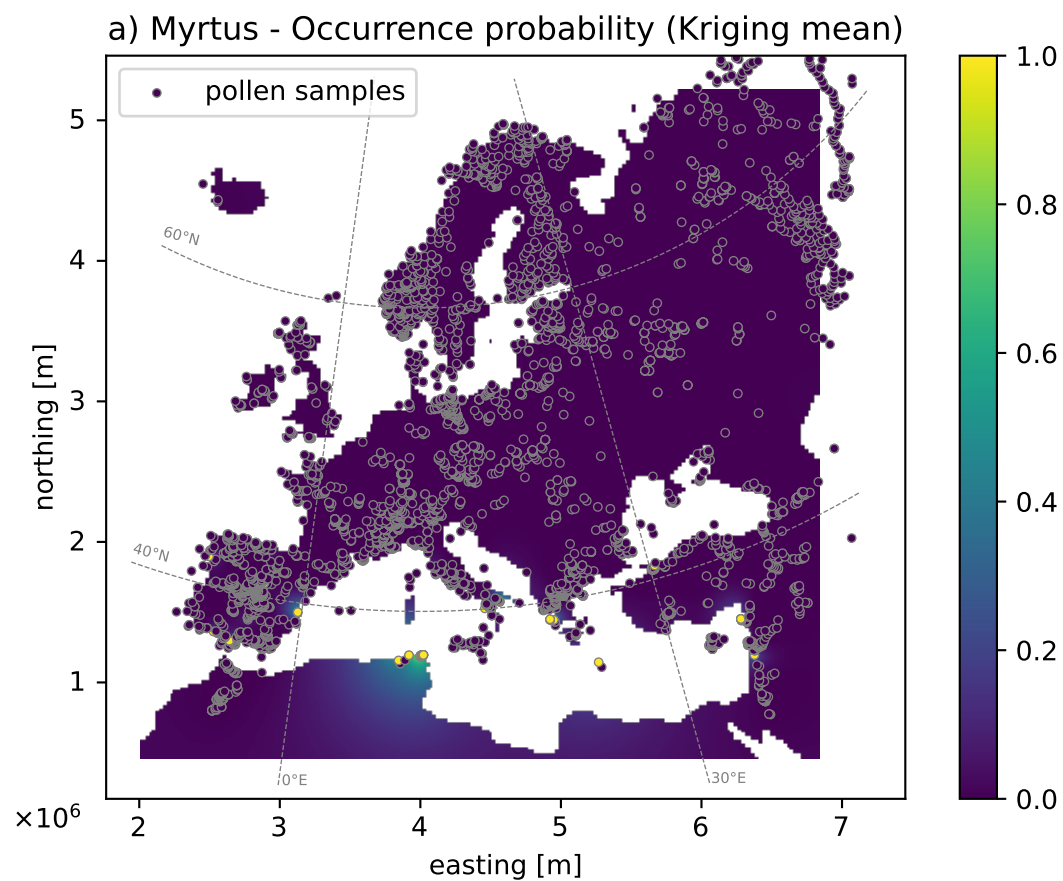 a) Myrtus - Occurrence probability (Kriging mean)
pollen samples
1.0
0.8
0.6
0.4
0.2
0.0
5
4
3
2
1
northing [m]
60°N
40°N
0°E
30°E
×10⁶
2 3 4 5 6 7
easting [m]